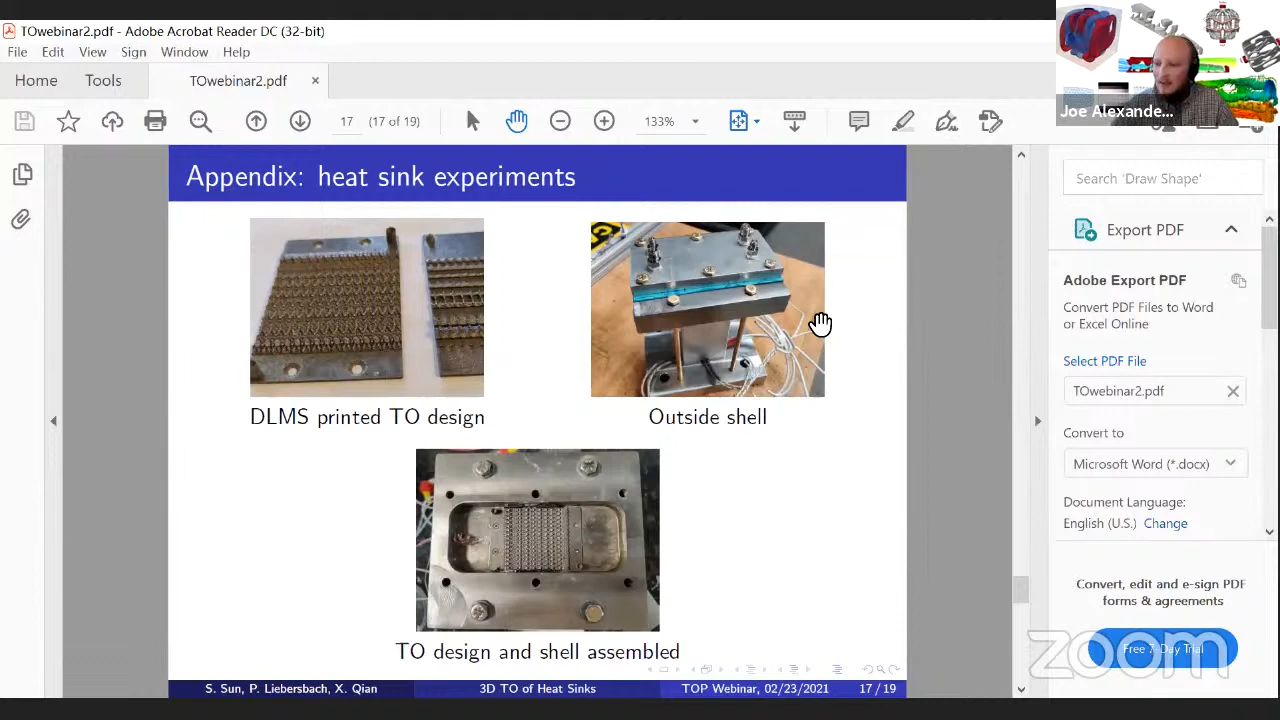 TOwebinar2.pdf - Adobe Acrobat Reader DC (32-bit)
File Edit View Sign Window Help
Home Tools TOwebinar2.pdf ×
17 (17 of 19) 133%
Joe Alexande...
Appendix: heat sink experiments
DLMS printed TO design
Outside shell
TO design and shell assembled
S. Sun, P. Liebersbach, X. Qian 3D TO of Heat Sinks TOP Webinar, 02/23/2021 17 / 19
Search 'Draw Shape'
Export PDF
Adobe Export PDF
Convert PDF Files to Word
or Excel Online
Select PDF File
TOwebinar2.pdf
Convert to
Microsoft Word (*.docx)
Document Language:
English (U.S.) Change
Convert, edit and e-sign PDF
forms & agreements
Free 7-Day Trial
zoom